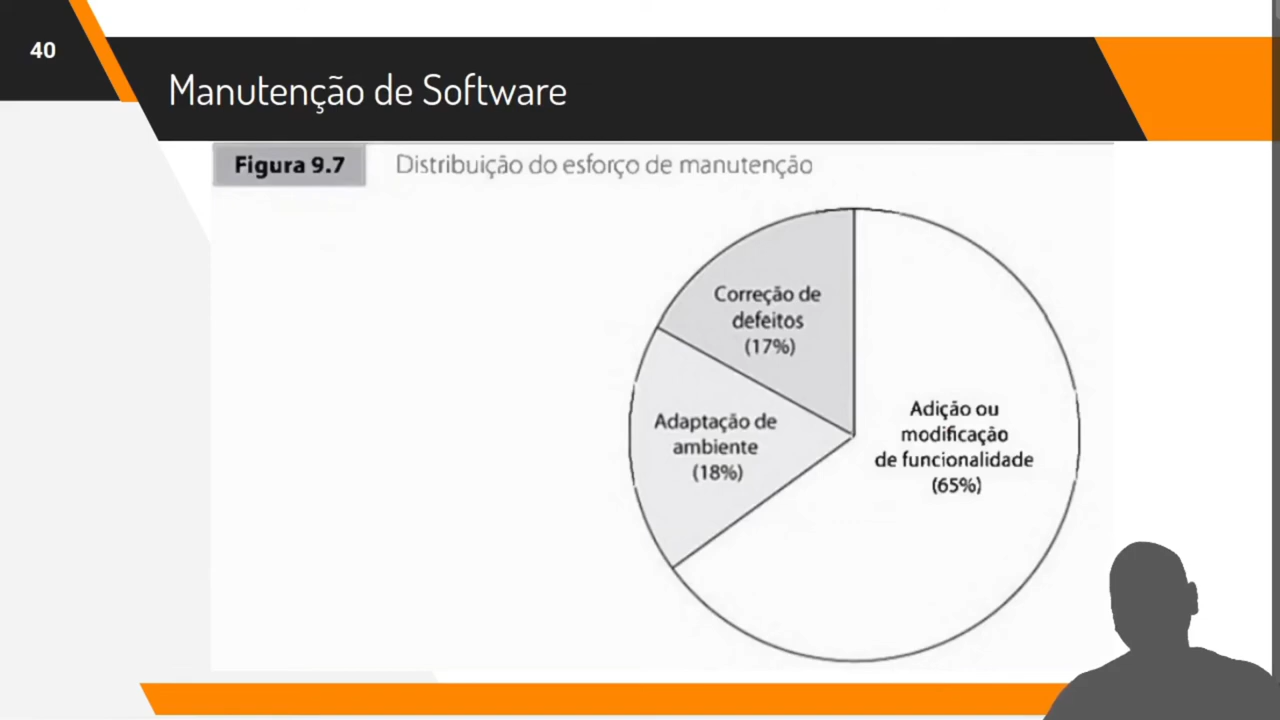 40
Manutenção de Software
Figura 9.7
Distribuição do esforço de manutenção
Correção de
defeitos
(17%)
Adaptação de
ambiente
(18%)
Adição ou
modificação
de funcionalidade
(65%)